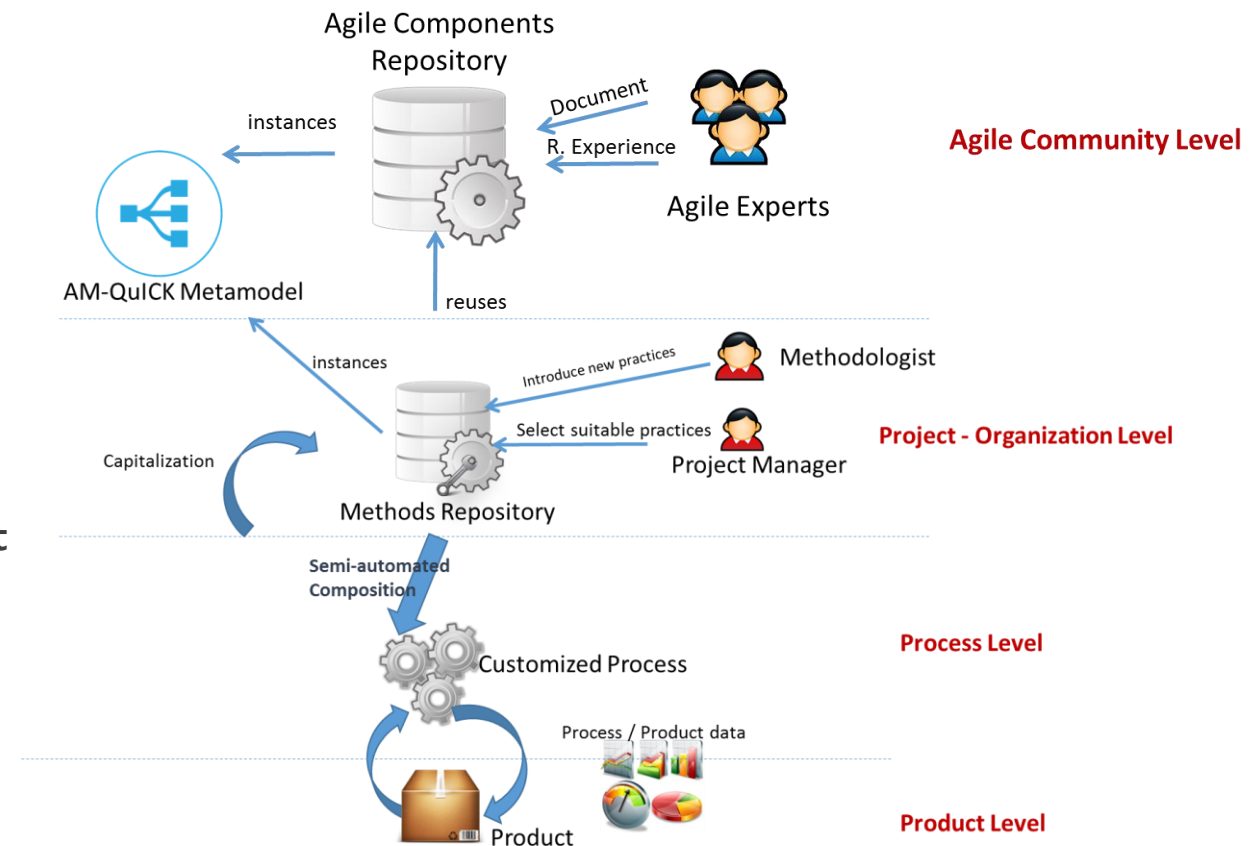 Agile Components
Repository
Document
instances
R. Experience
Agile Community Level
Agile Experts
AM-QuICK Metamodel
reuses
instances
Introduce new practices
Methodologist
Select suitable practices
Project - Organization Level
Capitalization
Project Manager
Methods Repository
t
Semi-automated
Composition
Process Level
Customized Process
Process / Product data
Product Level
Product